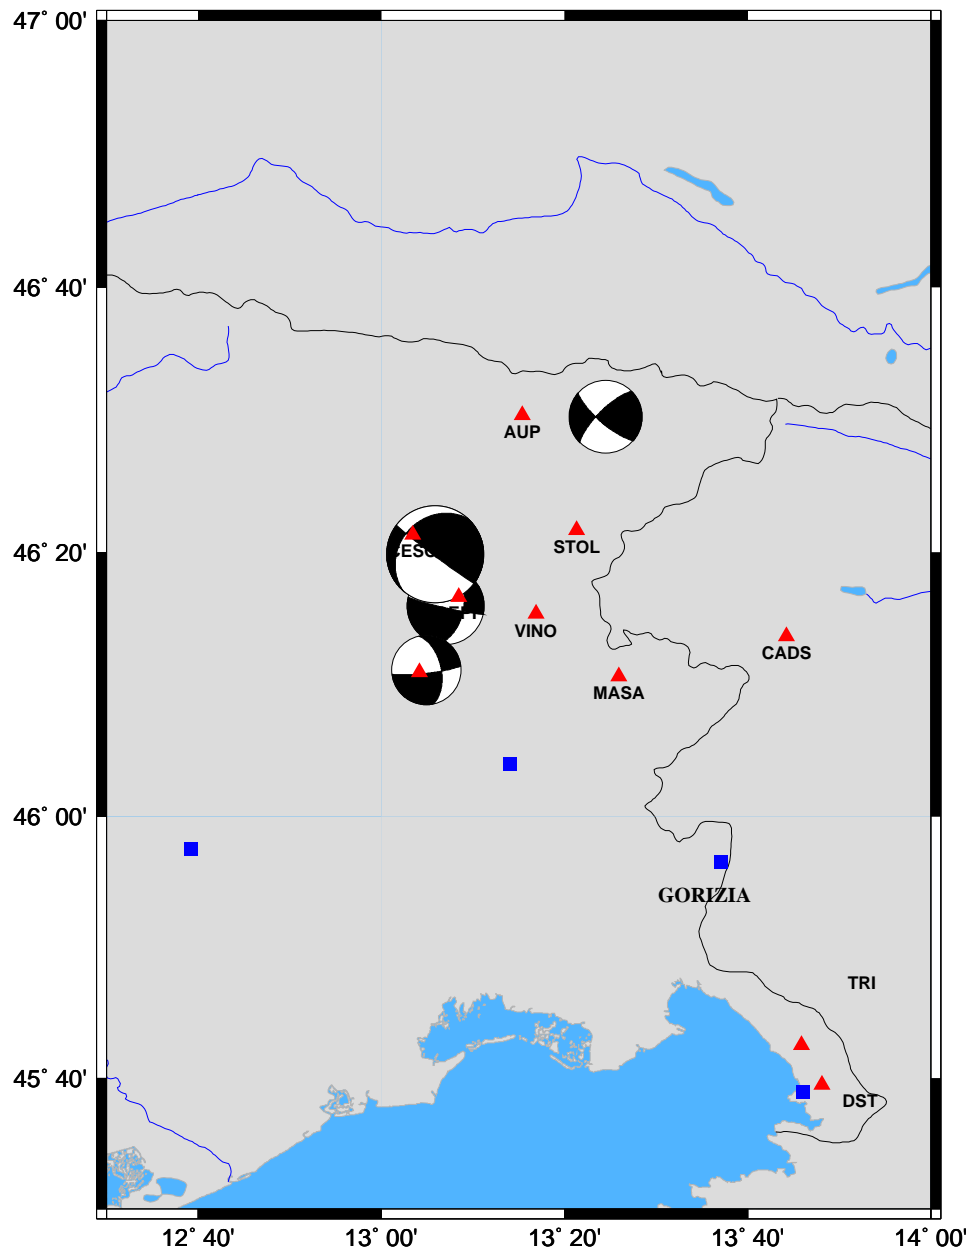 47˚ 00'
46˚ 40'
AUP
46˚ 20'
STOL
VINO
CADS
MASA
46˚ 00'
GORIZIA
TRI
45˚ 40'
DST
12˚ 40'
13˚ 00'
13˚ 20'
13˚ 40'
14˚ 00'